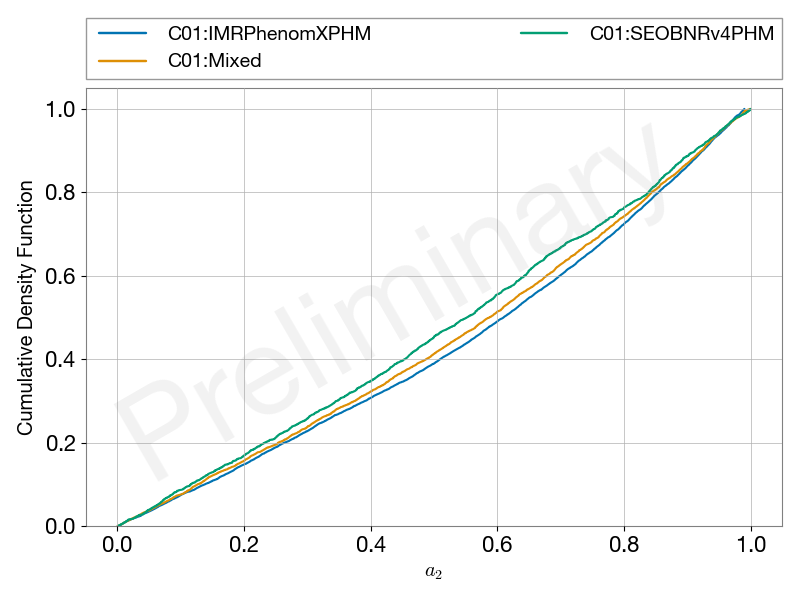 C01:IMRPhenomXPHM
C01:Mixed
C01:SEOBNRv4PHM
Preliminary
Cumulative Density Function
1.0
0.8
0.6
0.4
0.2
0.0
0.0 0.2 0.4 0.6 0.8 1.0
a₂